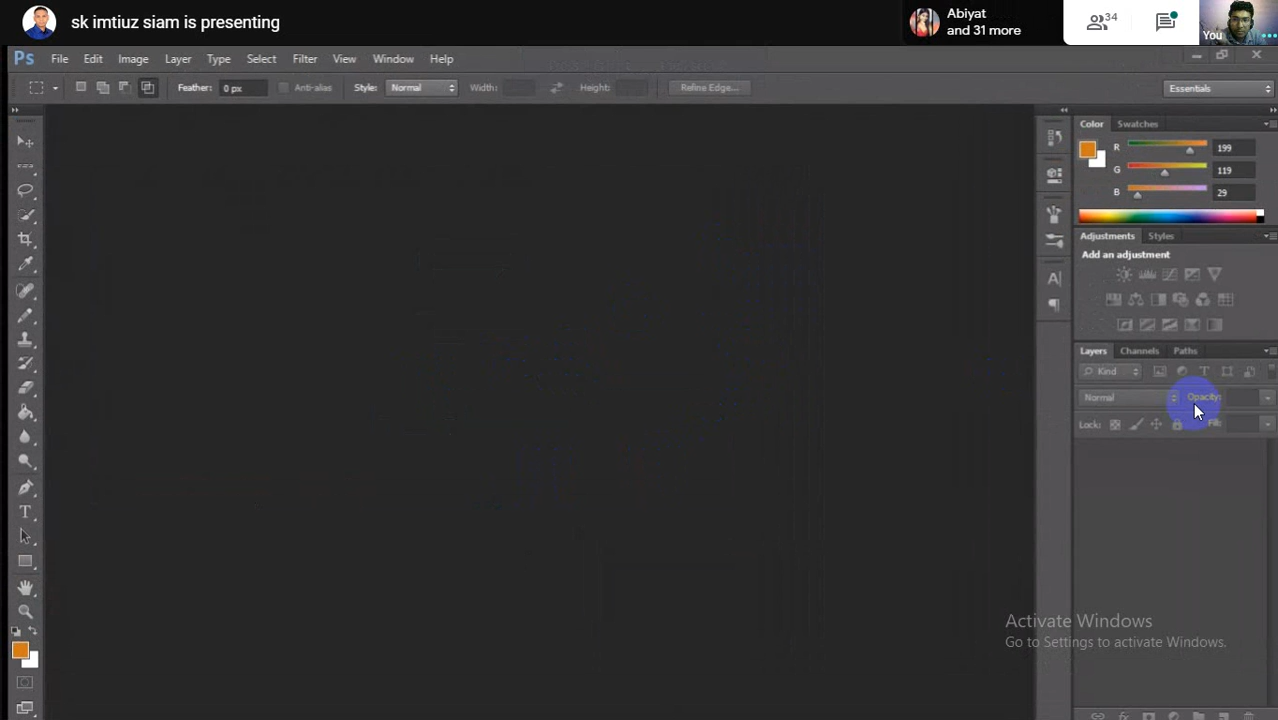 sk imtiuz siam is presenting
Abiyat
and 31 more
34
You
Ps File Edit Image Layer Type Select Filter View Window Help
Feather: 0 px Anti-alias Style: Normal Width: Height: Refine Edge... Essentials
Color Swatches
R 199
G 119
B 29
Adjustments Styles
Add an adjustment
Layers Channels Paths
Kind
Normal Opacity:
Lock: Fill:
Activate Windows
Go to Settings to activate Windows.